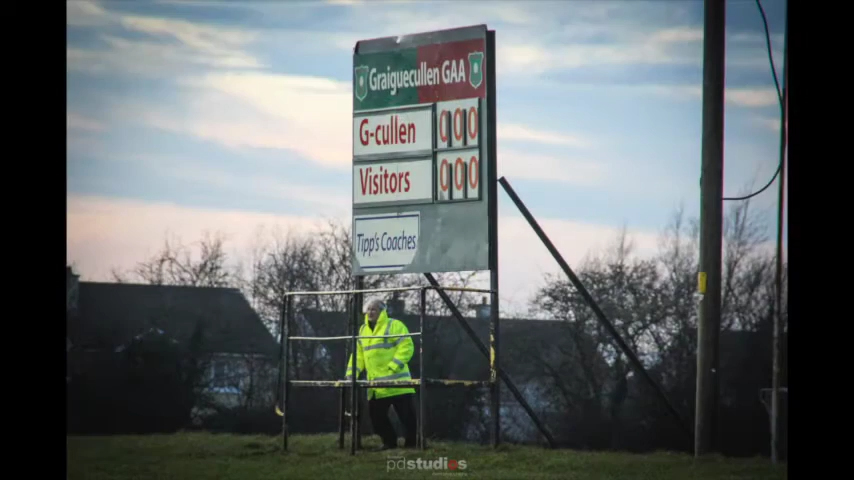 Graiguecullen GAA
G-cullen 0 0 0
Visitors 0 0 0
Tipp's Coaches
pdstudios